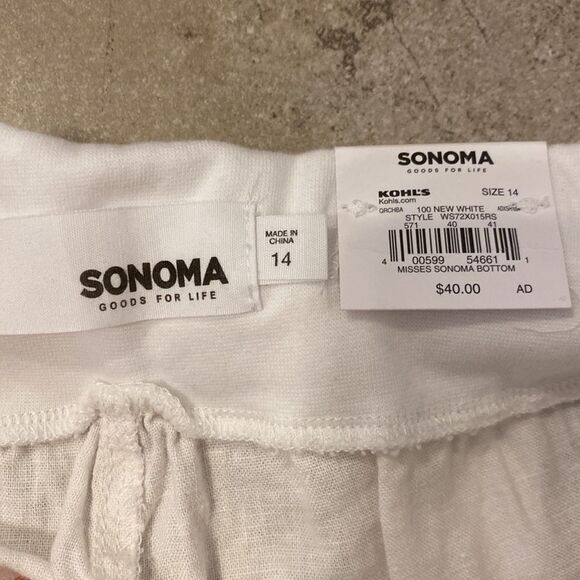 SONOMA
GOODS FOR LIFE
MADE IN
CHINA
14
SONOMA
GOODS FOR LIFE
KOHL'S
Kohls.com
SIZE 14
QRCHBA 100 NEW WHITE
STYLE WS72X015RS
571 40 41
4 00599 54661 1
MISSES SONOMA BOTTOM
$40.00 AD